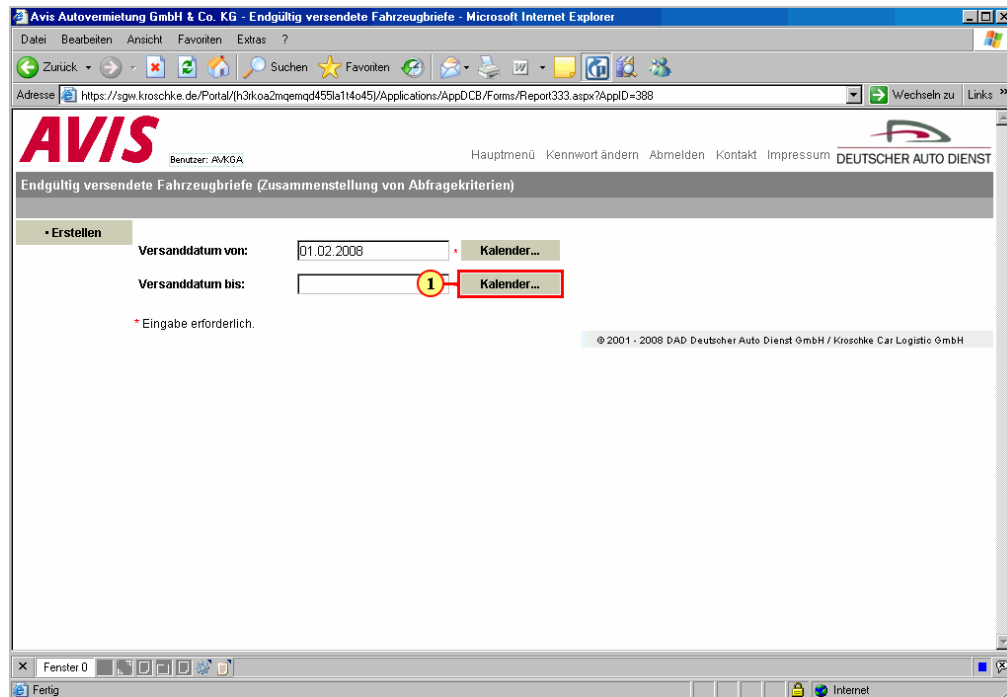 Avis Autovermietung GmbH & Co. KG - Endgültig versendete Fahrzeugbriefe - Microsoft Internet Explorer
Datei Bearbeiten Ansicht Favoriten Extras ?
Zurück Suchen Favoriten
Adresse https://sgw.kroschke.de/Portal/(h3rkoa2mqemqd455la1t4o45)/Applications/AppDCB/Forms/Report333.aspx?AppID=388 Wechseln zu Links »
AVIS
Benutzer: AVKGA
Hauptmenü Kennwort ändern Abmelden Kontakt Impressum DEUTSCHER AUTO DIENST
Endgültig versendete Fahrzeugbriefe (Zusammenstellung von Abfragekriterien)
• Erstellen
Versanddatum von: 01.02.2008 * Kalender...
Versanddatum bis: 1 Kalender...
* Eingabe erforderlich.
© 2001 - 2008 DAD Deutscher Auto Dienst GmbH / Kroschke Car Logistic GmbH
Fenster 0
Fertig Internet